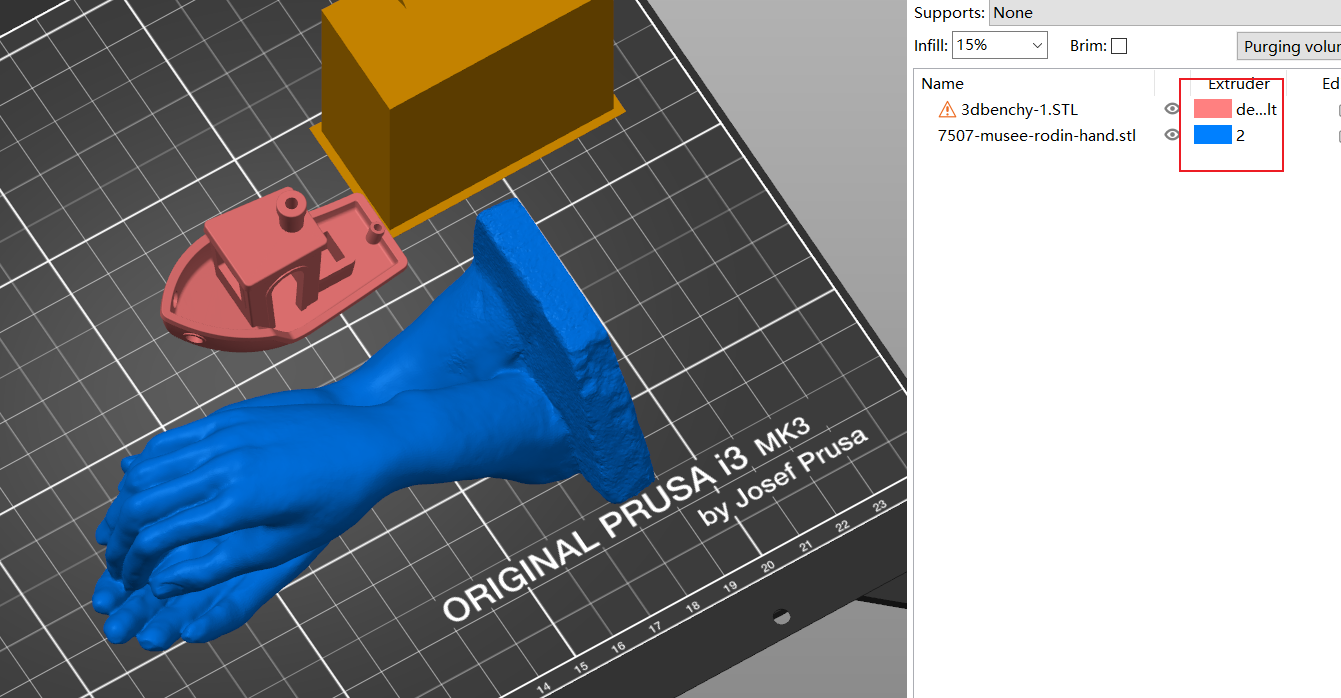 Supports: None
Infill: 15% Brim:
Purging volu
Name Extruder Ed
3dbenchy-1.STL de...lt
7507-musee-rodin-hand.stl 2
ORIGINAL PRUSA i3 MK3
by Josef Prusa
14 15 16 17 18 19 20 21 22 23